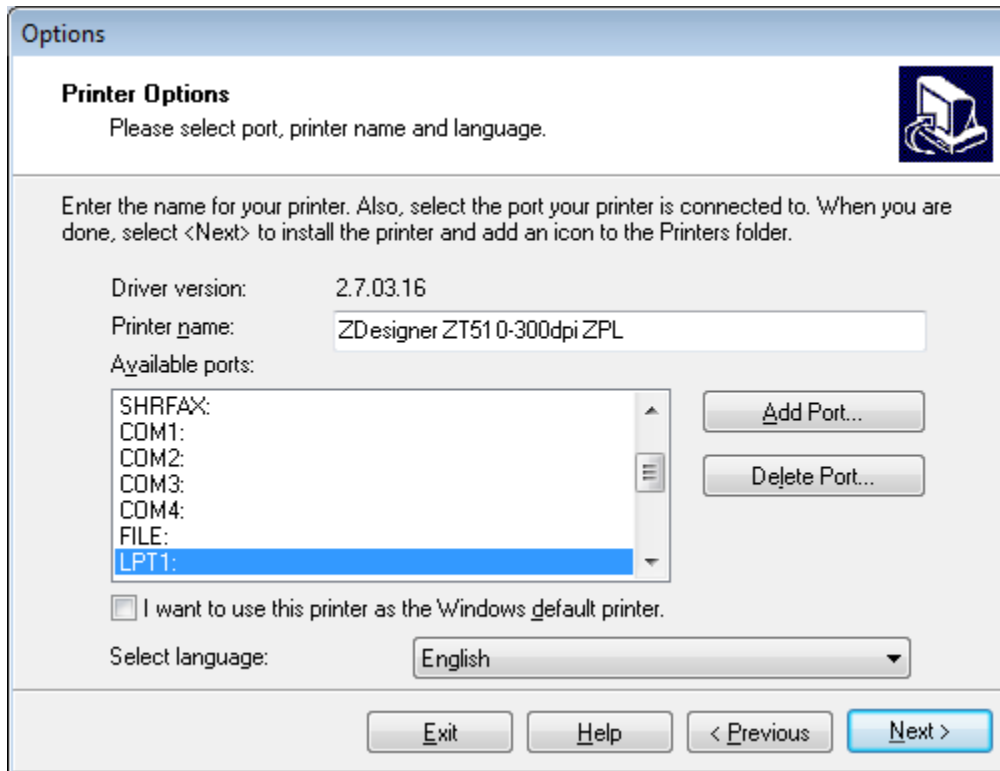 Options
Printer Options
Please select port, printer name and language.
Enter the name for your printer. Also, select the port your printer is connected to. When you are
done, select <Next> to install the printer and add an icon to the Printers folder.
Driver version: 2.7.03.16
Printer name: ZDesigner ZT510-300dpi ZPL
Available ports:
SHRFAX:
COM1:
COM2:
COM3:
COM4:
FILE:
LPT1:
Add Port...
Delete Port...
I want to use this printer as the Windows default printer.
Select language: English
Exit Help < Previous Next >